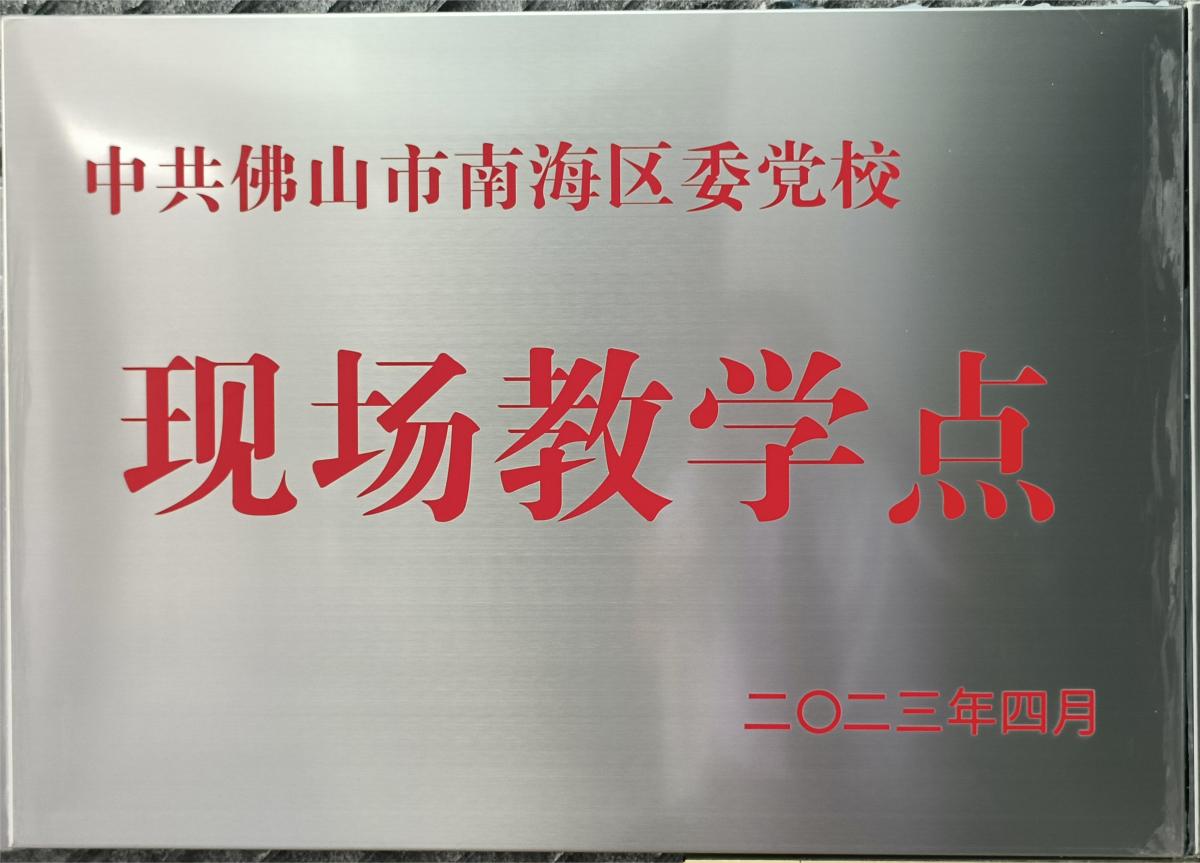 中共佛山市南海区委党校
现场教学点
二〇二三年四月